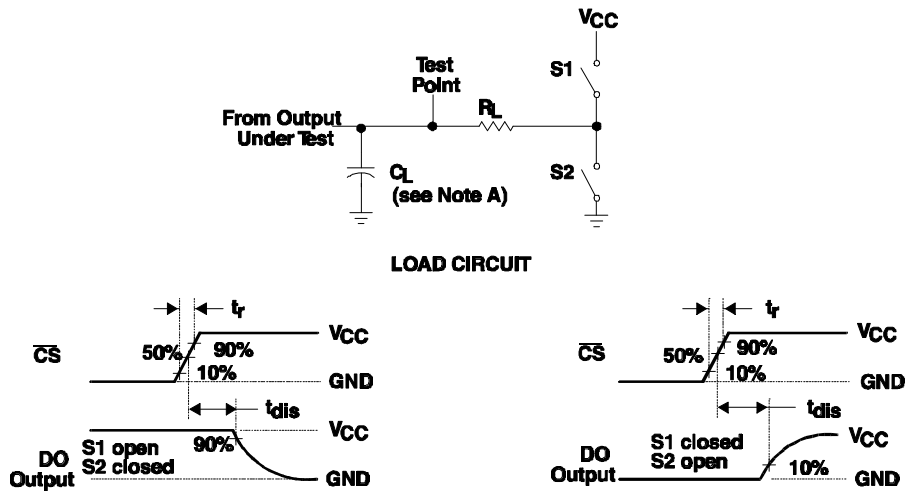 VCC
S1
Test
Point
RL
From Output
Under Test
S2
CL
(see Note A)
LOAD CIRCUIT
tr
VCC
CS
50%
90%
10%
GND
tdis
VCC
S1 open
S2 closed
90%
DO
Output
GND
tr
VCC
CS
50%
90%
10%
GND
tdis
VCC
S1 closed
S2 open
DO
Output
10%
GND